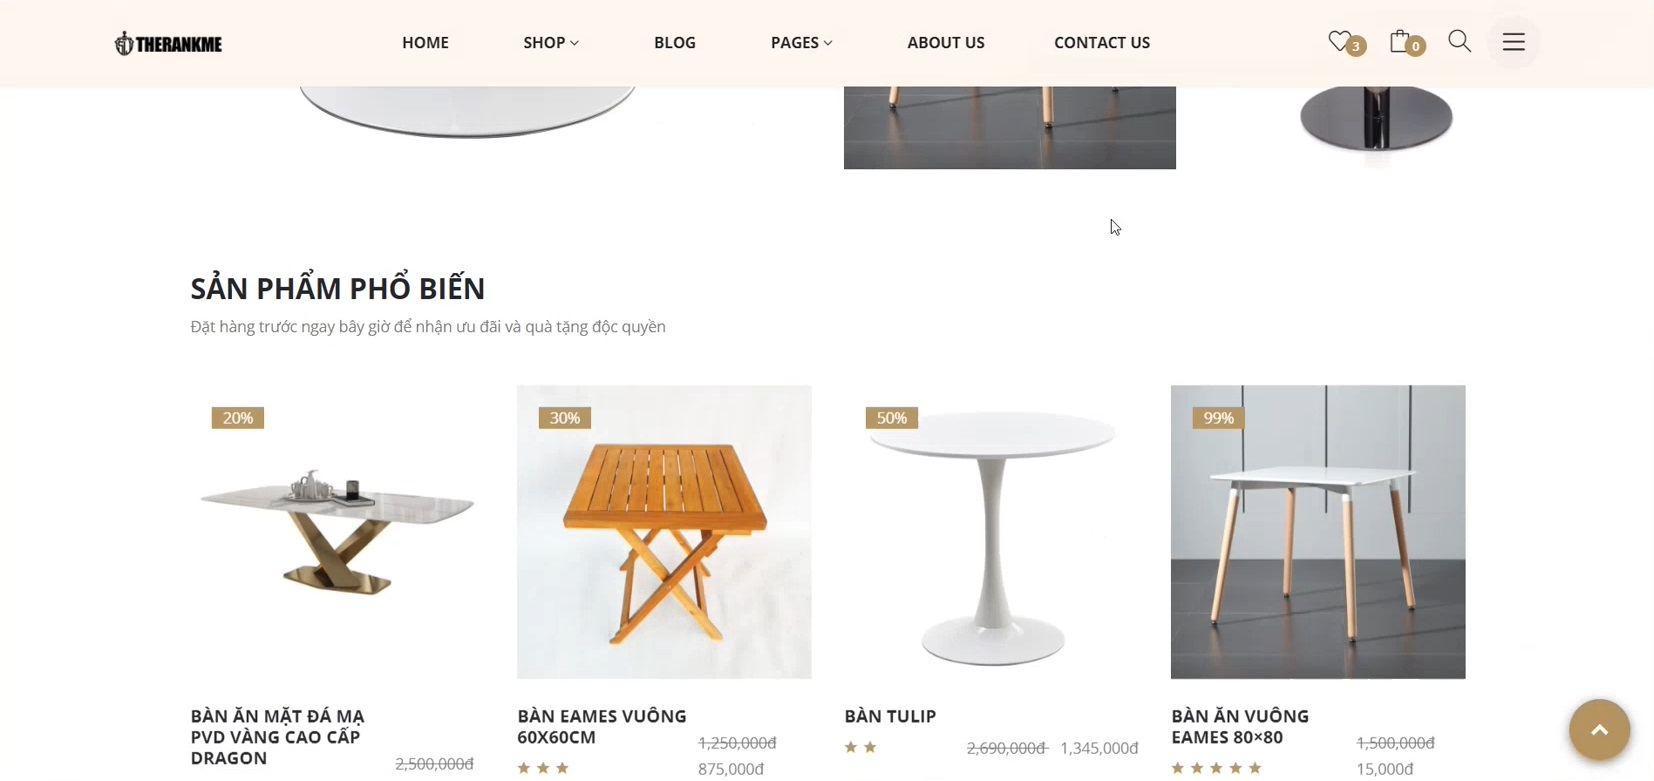 THERANKME
HOME
SHOP
BLOG
PAGES
ABOUT US
CONTACT US
3
0
SẢN PHẨM PHỔ BIẾN
Đặt hàng trước ngay bây giờ để nhận ưu đãi và quà tặng độc quyền
20%
30%
50%
99%
BÀN ĂN MẶT ĐÁ MẠ
PVD VÀNG CAO CẤP
DRAGON
2,500,000đ
BÀN EAMES VUÔNG
60X60CM
1,250,000đ
875,000đ
BÀN TULIP
2,690,000đ 1,345,000đ
BÀN ĂN VUÔNG
EAMES 80×80
1,500,000đ
15,000đ